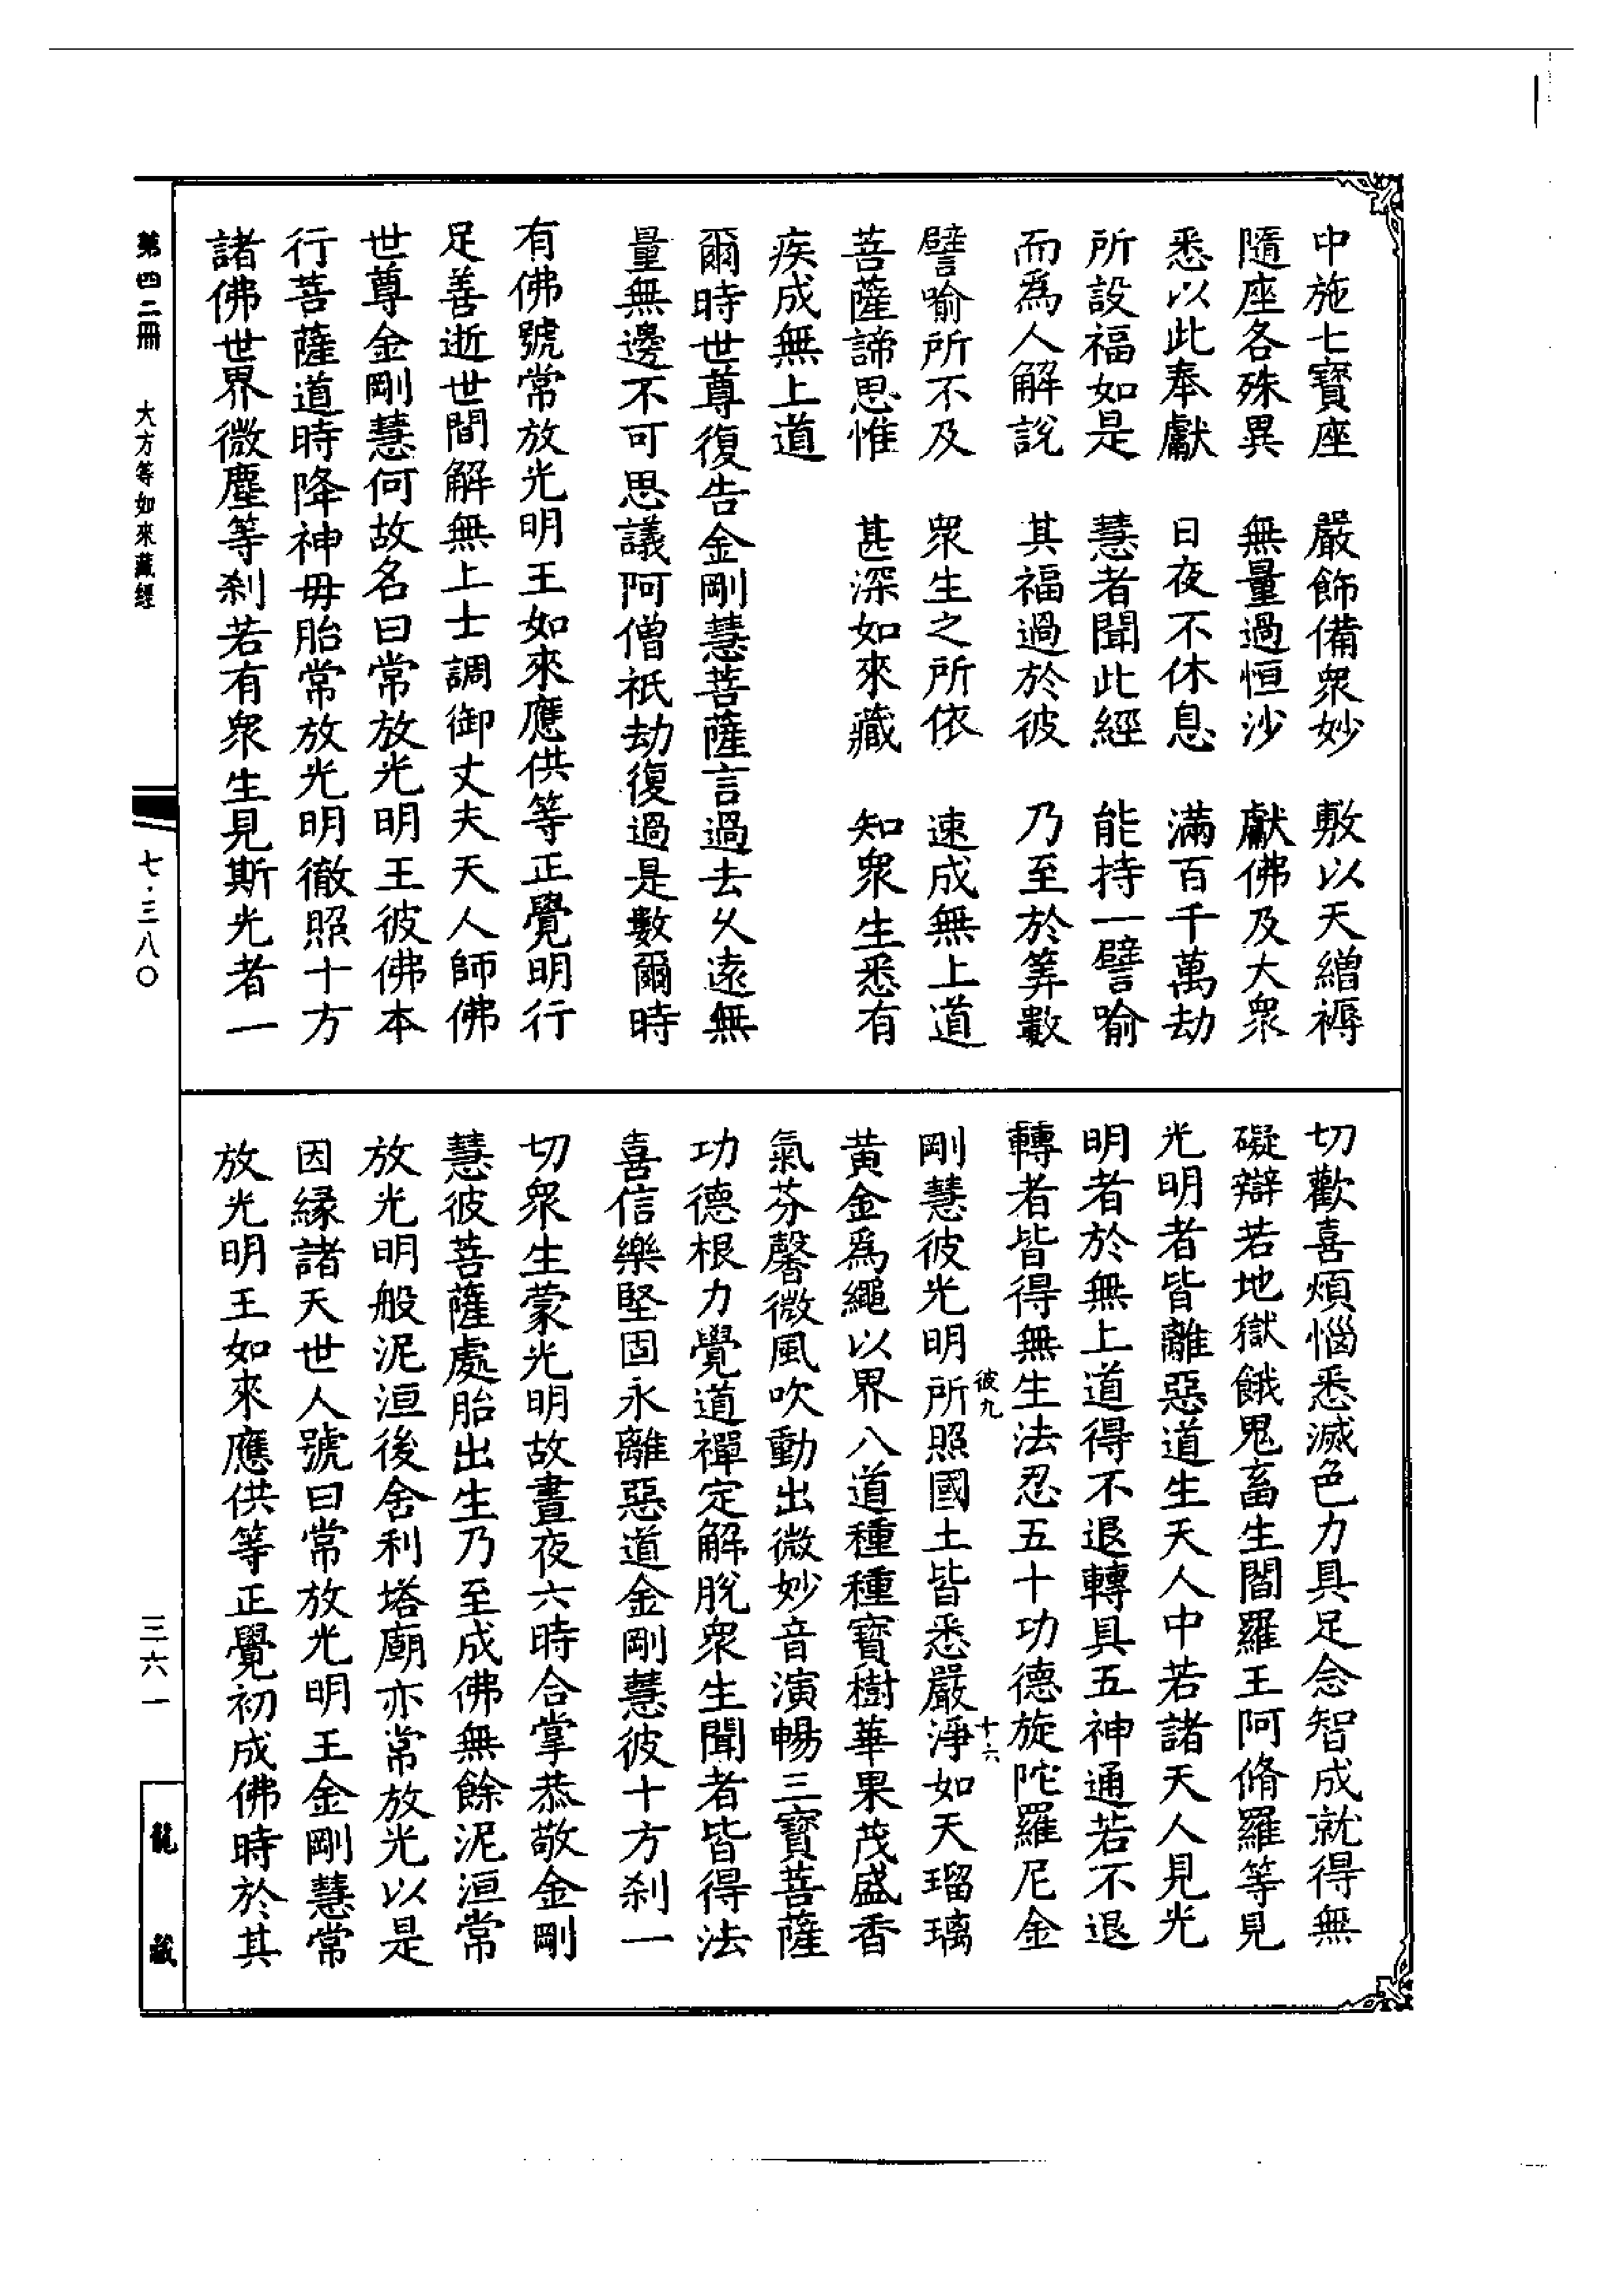 中施七寶座　嚴飾備衆妙　敷以天繒褥
隨座各殊異　無量過恒沙　獻佛及大衆
悉以此奉獻　日夜不休息　滿百千萬劫
所設福如是　慧者聞此經　能持一譬喻
而爲人解說　其福過於彼　乃至於筭數
譬喻所不及　衆生之所依　速成無上道
菩薩諦思惟　甚深如來藏　知衆生悉有
疾成無上道
爾時世尊復告金剛慧菩薩言過去乆遠無
量無邊不可思議阿僧祇劫復過是數爾時
有佛號常放光明王如來應供等正覺明行
足善逝世間解無上士調御丈夫天人師佛
世尊金剛慧何故名曰常放光明王彼佛本
行菩薩道時降神毋胎常放光明徹照十方
諸佛世界微塵等刹若有衆生見斯光者一
切歡喜煩惱悉滅色力具足念智成就得無
礙辯若地獄餓鬼畜生閻羅王阿脩羅等見
光明者皆離惡道生天人中若諸天人見光
明者於無上道得不退轉具五神通若不退
轉者皆得無生法忍五十功德旋陀羅尼金
彼九
十六
剛慧彼光明所照國土皆悉嚴淨如天瑠璃
黄金爲繩以界八道種種寶樹華果茂盛香
氣芬馨微風吹動出微妙音演暢三寶菩薩
功德根力覺道禪定解脫衆生聞者皆得法
喜信樂堅固永離惡道金剛慧彼十方刹一
切衆生蒙光明故晝夜六時合掌恭敬金剛
慧彼菩薩處胎出生乃至成佛無餘泥洹常
放光明般泥洹後舍利塔廟亦常放光以是
因緣諸天世人號曰常放光明王金剛慧常
放光明王如來應供等正覺初成佛時於其
第四二冊　大方等如來藏經
七·三八〇
三六一
龍藏